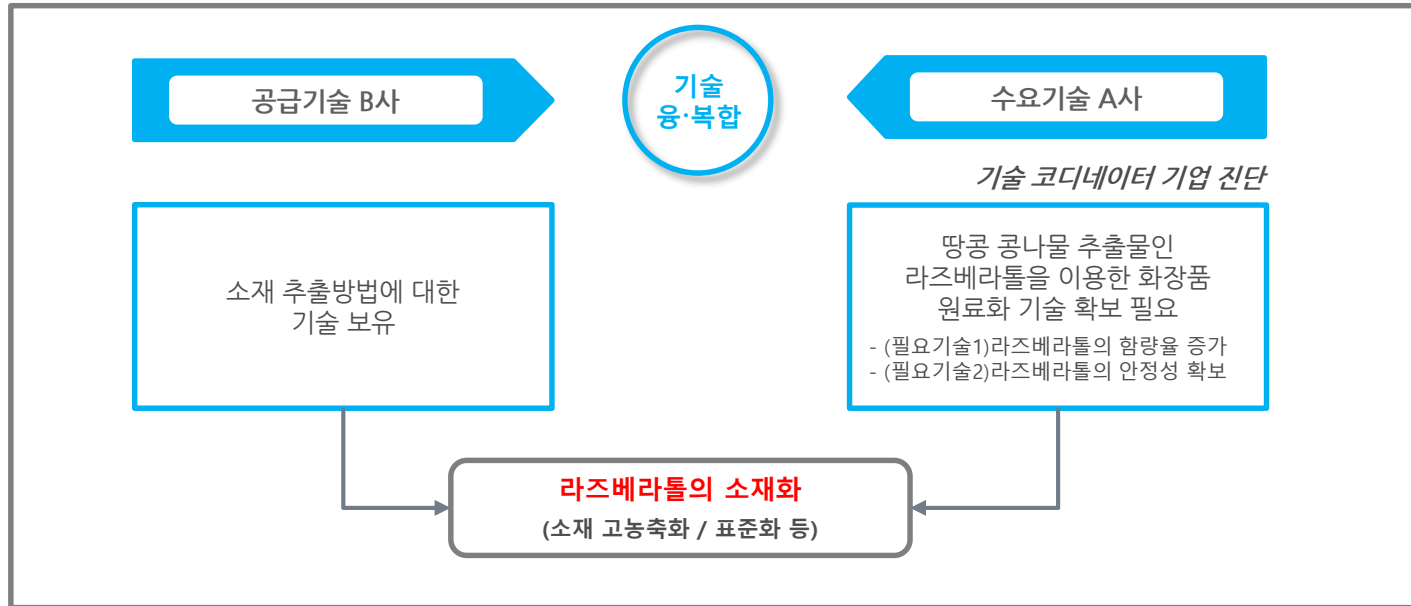 공급기술 B사
기술
융·복합
수요기술 A사
기술 코디네이터 기업 진단
소재 추출방법에 대한
기술 보유
땅콩 콩나물 추출물인
라즈베라톨을 이용한 화장품
원료화 기술 확보 필요
- (필요기술1)라즈베라톨의 함량율 증가
- (필요기술2)라즈베라톨의 안정성 확보
라즈베라톨의 소재화
(소재 고농축화 / 표준화 등)